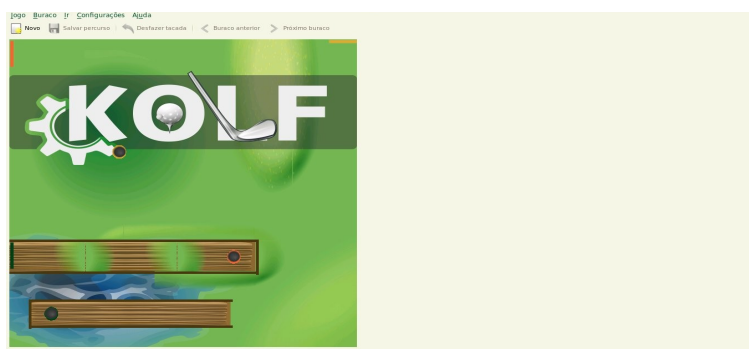 Jogo Buraco Ir Configurações Ajuda
Novo Salvar percurso Desfazer tacada Buraco anterior Próximo buraco
KOLF